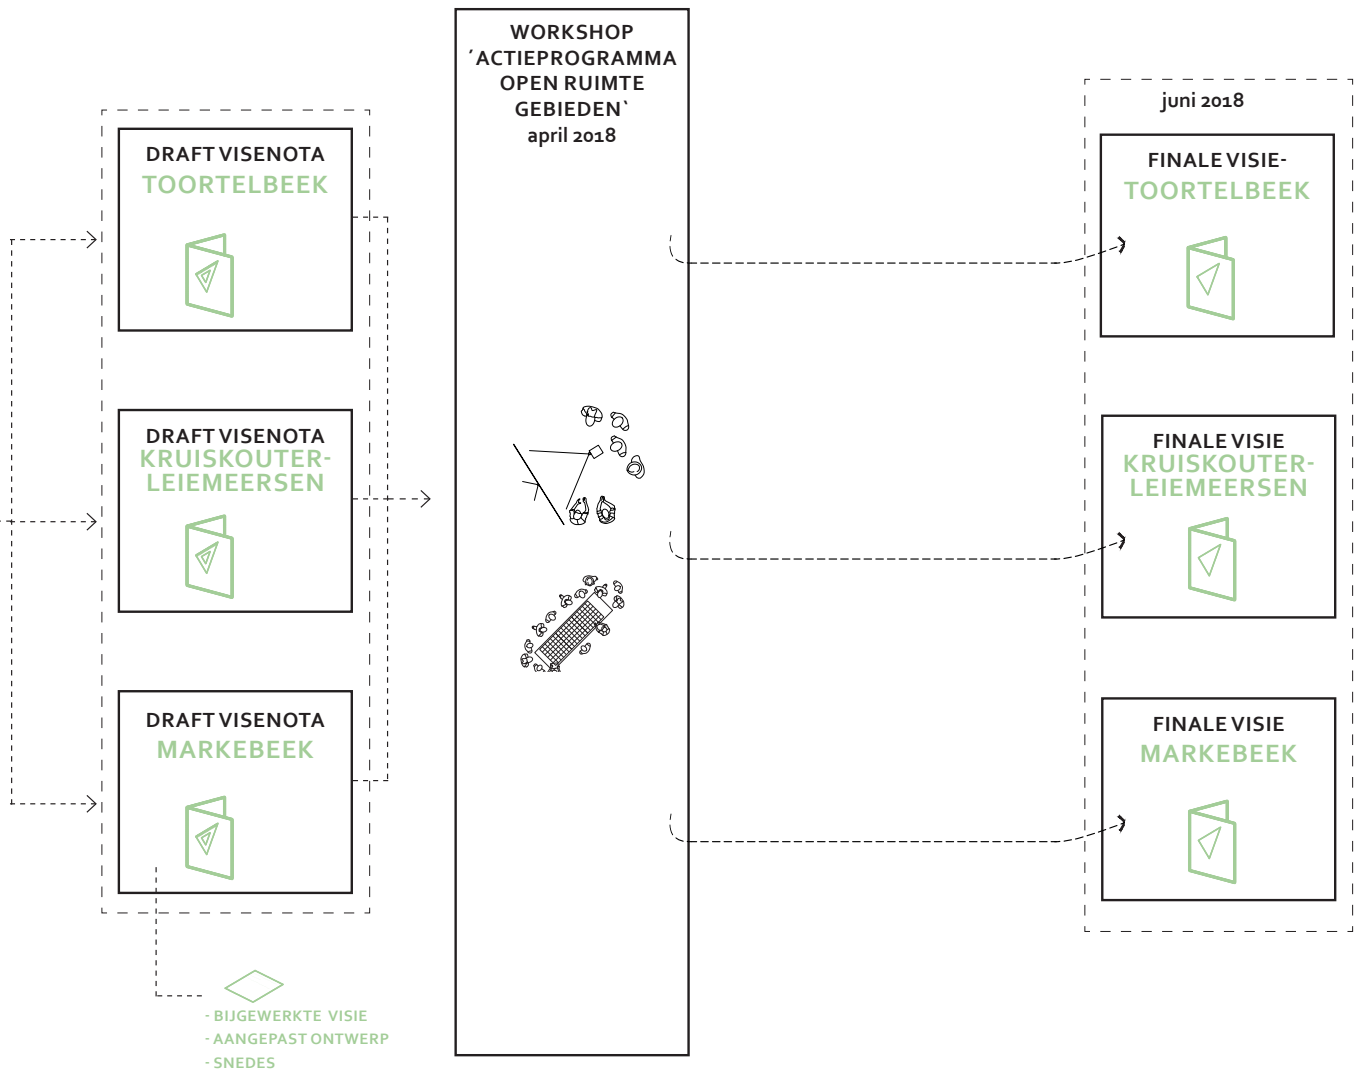 WORKSHOP
´ACTIEPROGRAMMA
OPEN RUIMTE
GEBIEDEN`
april 2018
DRAFT VISENOTA
TOORTELBEEK
DRAFT VISENOTA
KRUISKOUTER-
LEIEMEERSEN
DRAFT VISENOTA
MARKEBEEK
- BIJGEWERKTE VISIE
- AANGEPAST ONTWERP
- SNEDES
juni 2018
FINALE VISIE-
TOORTELBEEK
FINALE VISIE
KRUISKOUTER-
LEIEMEERSEN
FINALE VISIE
MARKEBEEK